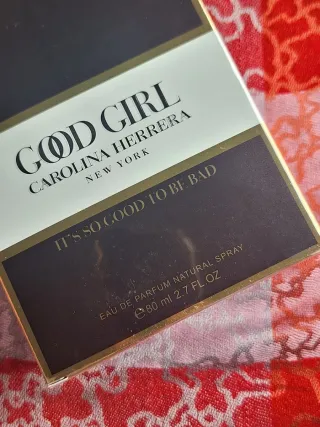 GOOD GIRL
CAROLINA HERRERA
NEW YORK
IT'S SO GOOD TO BE BAD
EAU DE PARFUM NATURAL SPRAY
℮80 ml 2.7 FL OZ